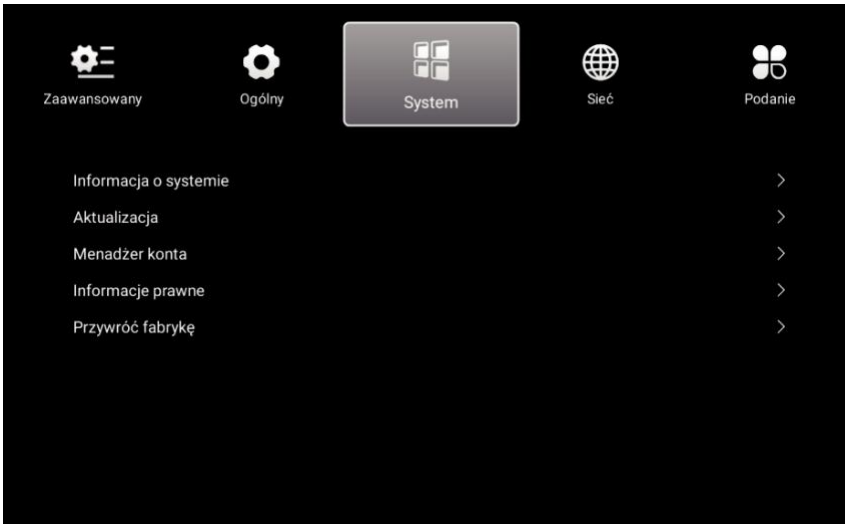 Zaawansowany
Ogólny
System
Sieć
Podanie
Informacja o systemie
Aktualizacja
Menadżer konta
Informacje prawne
Przywróć fabrykę